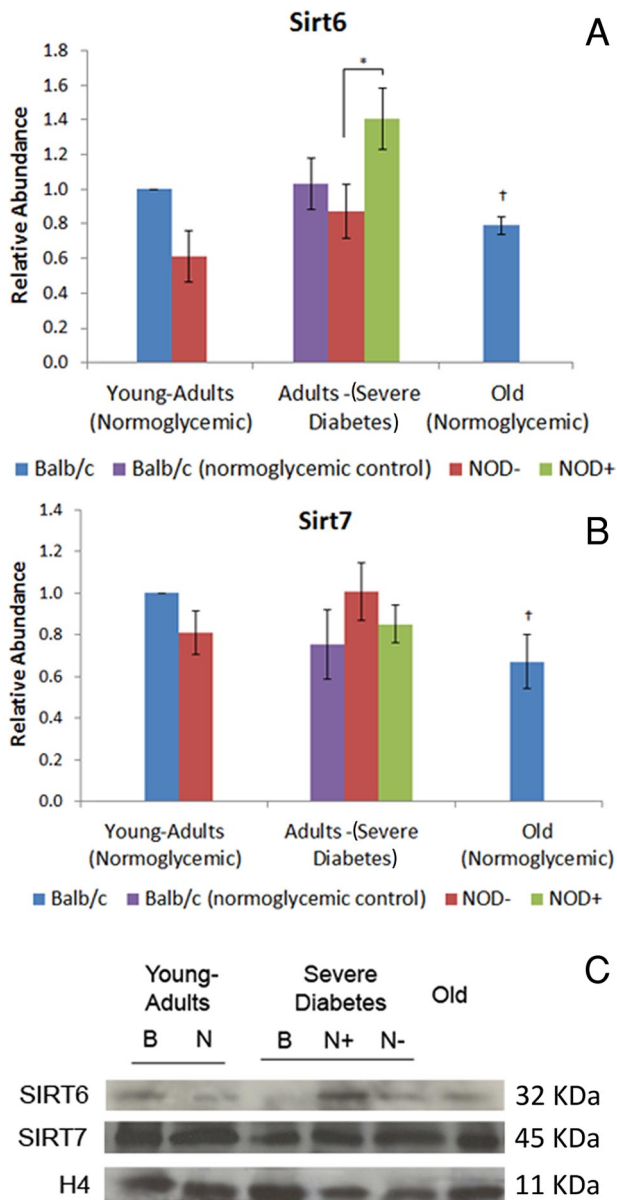 Sirt6
A
Relative Abundance
1.8
1.6
1.4
1.2
1.0
0.8
0.6
0.4
0.2
0.0
*
†
Young-Adults
(Normoglycemic)
Adults -(Severe
Diabetes)
Old
(Normoglycemic)
Balb/c Balb/c (normoglycemic control) NOD- NOD+
Sirt7
B
Relative Abundance
1.4
1.2
1.0
0.8
0.6
0.4
0.2
0.0
†
Young-Adults
(Normoglycemic)
Adults -(Severe
Diabetes)
Old
(Normoglycemic)
Balb/c Balb/c (normoglycemic control) NOD- NOD+
C
Young-
Adults
Severe
Diabetes
Old
B N B N+ N-
SIRT6 32 KDa
SIRT7 45 KDa
H4 11 KDa